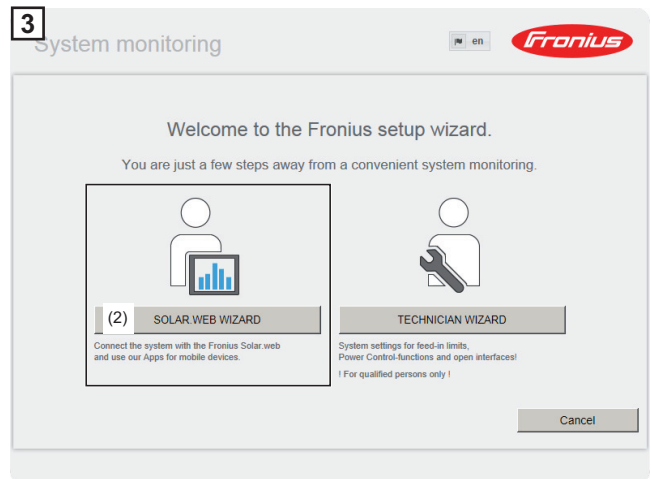 3
System monitoring
en
Fronius
Welcome to the Fronius setup wizard.
You are just a few steps away from a convenient system monitoring.
(2) SOLAR.WEB WIZARD
Connect the system with the Fronius Solar.web
and use our Apps for mobile devices.
TECHNICIAN WIZARD
System settings for feed-in limits,
Power Control-functions and open interfaces!
! For qualified persons only !
Cancel